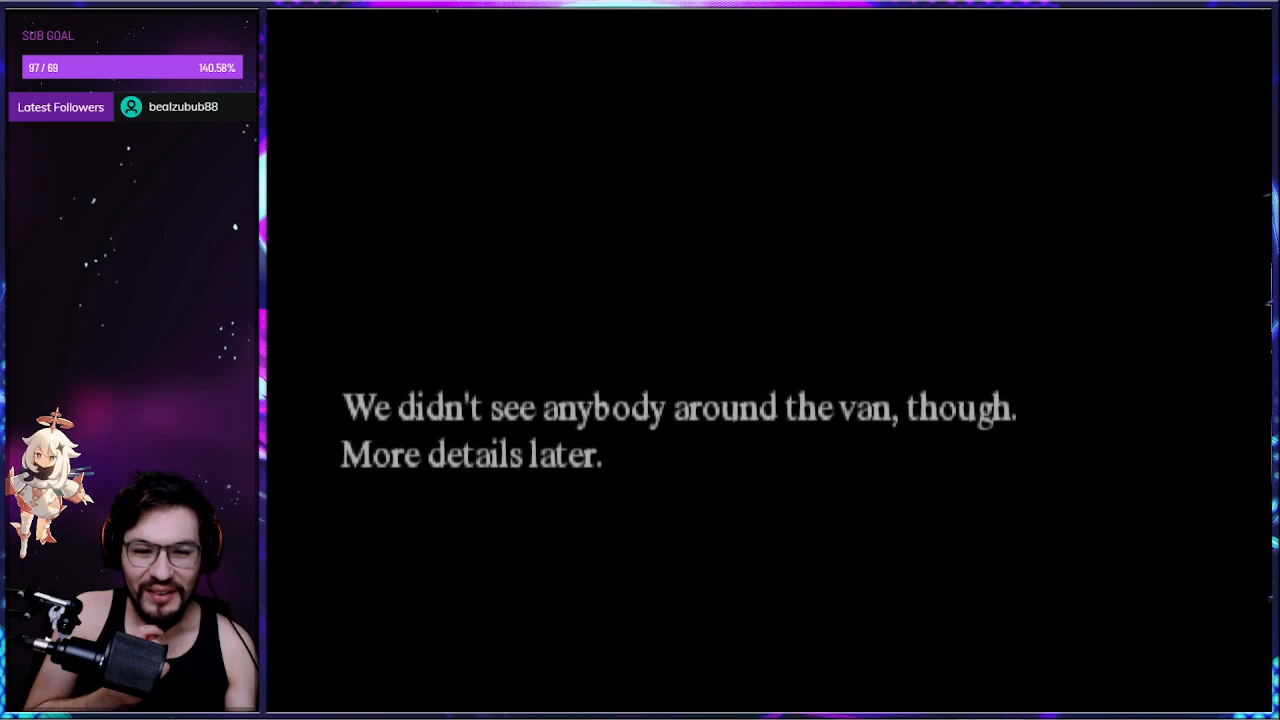 SUB GOAL
97 / 69 140.58%
Latest Followers bealzubub88
We didn't see anybody around the van, though.
More details later.